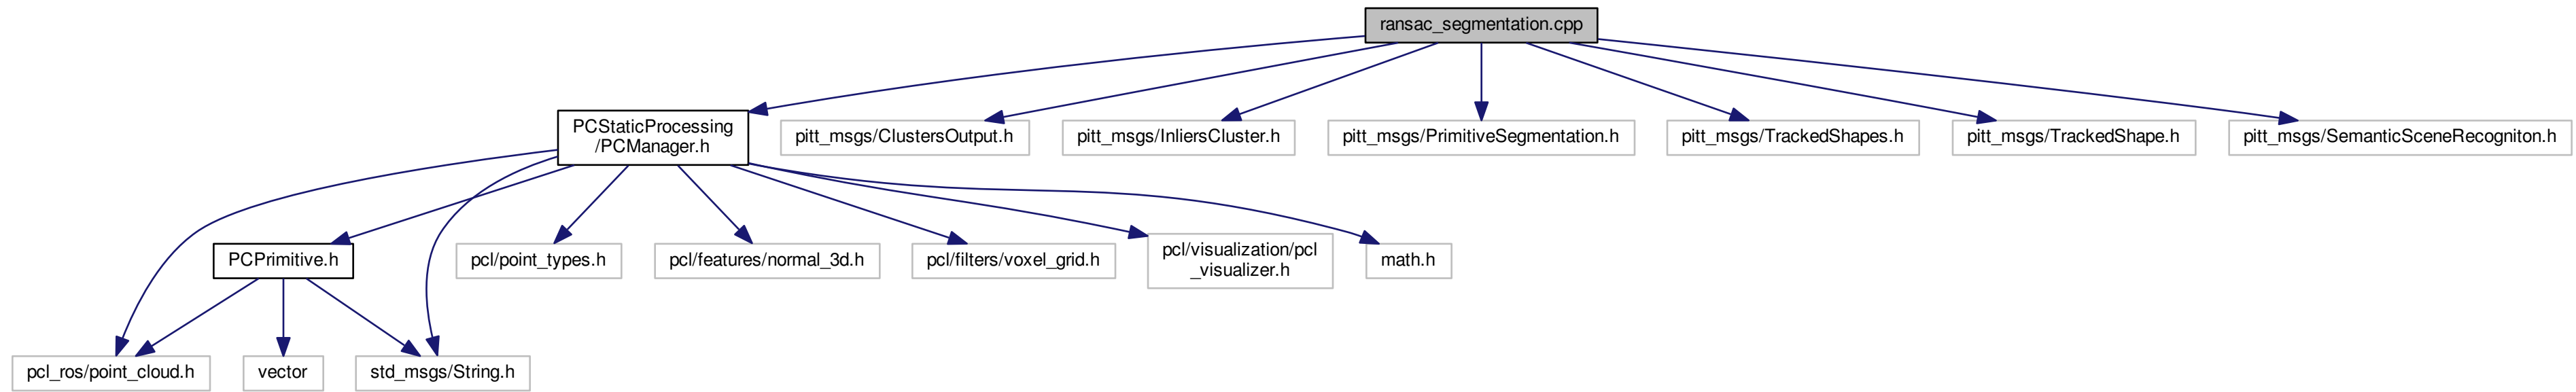 ransac_segmentation.cpp
PCStaticProcessing
/PCManager.h
pitt_msgs/ClustersOutput.h
pitt_msgs/InliersCluster.h
pitt_msgs/PrimitiveSegmentation.h
pitt_msgs/TrackedShapes.h
pitt_msgs/TrackedShape.h
pitt_msgs/SemanticSceneRecogniton.h
PCPrimitive.h
pcl/point_types.h
pcl/features/normal_3d.h
pcl/filters/voxel_grid.h
pcl/visualization/pcl
_visualizer.h
math.h
pcl_ros/point_cloud.h
vector
std_msgs/String.h